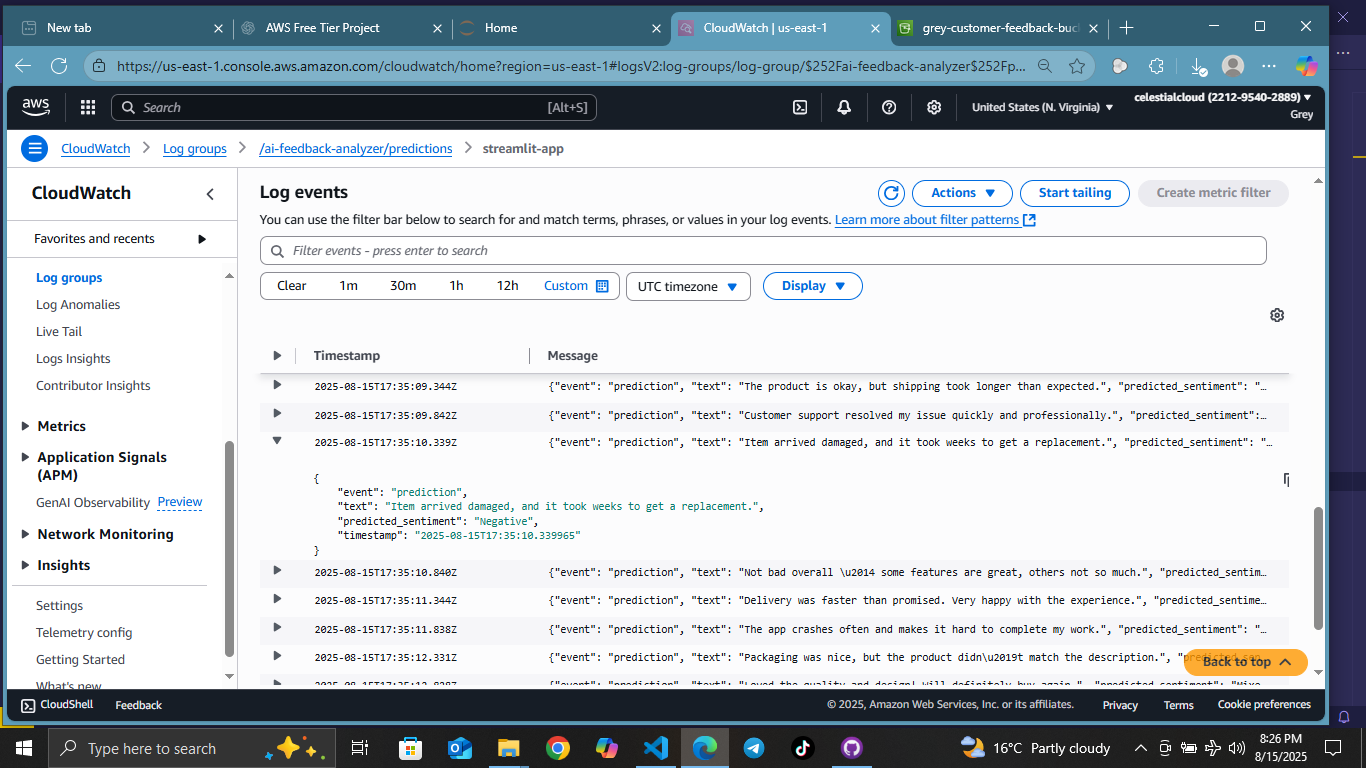 New tab
AWS Free Tier Project
Home
CloudWatch | us-east-1
grey-customer-feedback-buc
https://us-east-1.console.aws.amazon.com/cloudwatch/home?region=us-east-1#logsV2:log-groups/log-group/$252Fai-feedback-analyzer$252Fp...
aws
Search
[Alt+S]
United States (N. Virginia)
celestialcloud (2212-9540-2889)
Grey
CloudWatch
Log groups
/ai-feedback-analyzer/predictions
streamlit-app
CloudWatch
Favorites and recents
Log groups
Log Anomalies
Live Tail
Logs Insights
Contributor Insights
Metrics
Application Signals
(APM)
GenAI Observability Preview
Network Monitoring
Insights
Settings
Telemetry config
Getting Started
What's new
Log events
Actions
Start tailing
Create metric filter
You can use the filter bar below to search for and match terms, phrases, or values in your log events. Learn more about filter patterns
Filter events - press enter to search
Clear 1m 30m 1h 12h Custom
UTC timezone
Display
Timestamp Message
2025-08-15T17:35:09.344Z {"event": "prediction", "text": "The product is okay, but shipping took longer than expected.", "predicted_sentiment": "…
2025-08-15T17:35:09.842Z {"event": "prediction", "text": "Customer support resolved my issue quickly and professionally.", "predicted_sentiment":…
2025-08-15T17:35:10.339Z {"event": "prediction", "text": "Item arrived damaged, and it took weeks to get a replacement.", "predicted_sentiment": "…
{
"event": "prediction",
"text": "Item arrived damaged, and it took weeks to get a replacement.",
"predicted_sentiment": "Negative",
"timestamp": "2025-08-15T17:35:10.339965"
}
2025-08-15T17:35:10.840Z {"event": "prediction", "text": "Not bad overall \u2014 some features are great, others not so much.", "predicted_sentim…
2025-08-15T17:35:11.344Z {"event": "prediction", "text": "Delivery was faster than promised. Very happy with the experience.", "predicted_sentime…
2025-08-15T17:35:11.838Z {"event": "prediction", "text": "The app crashes often and makes it hard to complete my work.", "predicted_sentiment": "…
2025-08-15T17:35:12.331Z {"event": "prediction", "text": "Packaging was nice, but the product didn\u2019t match the description.", "predicted_sen…
2025-08-15T17:35:12.828Z {"event": "prediction", "text": "Loved the quality and design! Will definitely buy again.", "predicted_sentiment": "Mixe…
Back to top
CloudShell
Feedback
© 2025, Amazon Web Services, Inc. or its affiliates.
Privacy
Terms
Cookie preferences
Type here to search
16°C Partly cloudy
8:26 PM
8/15/2025